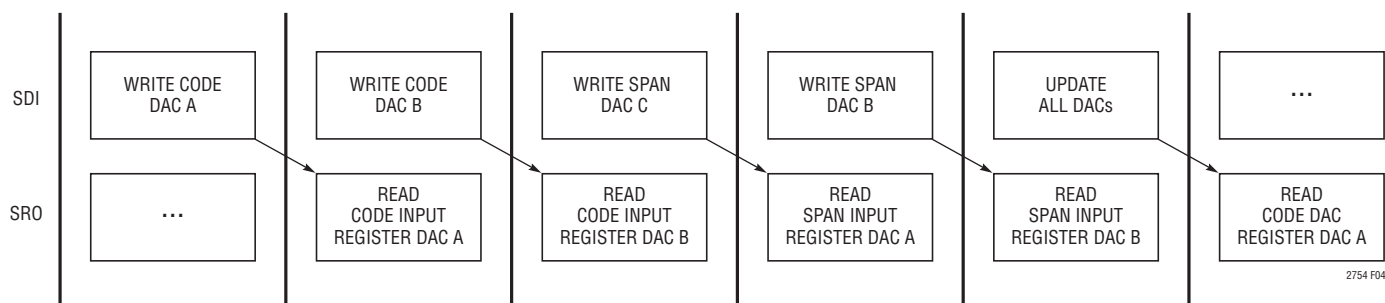 SDI
WRITE CODE
DAC A
WRITE CODE
DAC B
WRITE SPAN
DAC C
WRITE SPAN
DAC B
UPDATE
ALL DACs
...
SRO
...
READ
CODE INPUT
REGISTER DAC A
READ
CODE INPUT
REGISTER DAC B
READ
SPAN INPUT
REGISTER DAC A
READ
SPAN INPUT
REGISTER DAC B
READ
CODE DAC
REGISTER DAC A
2754 F04